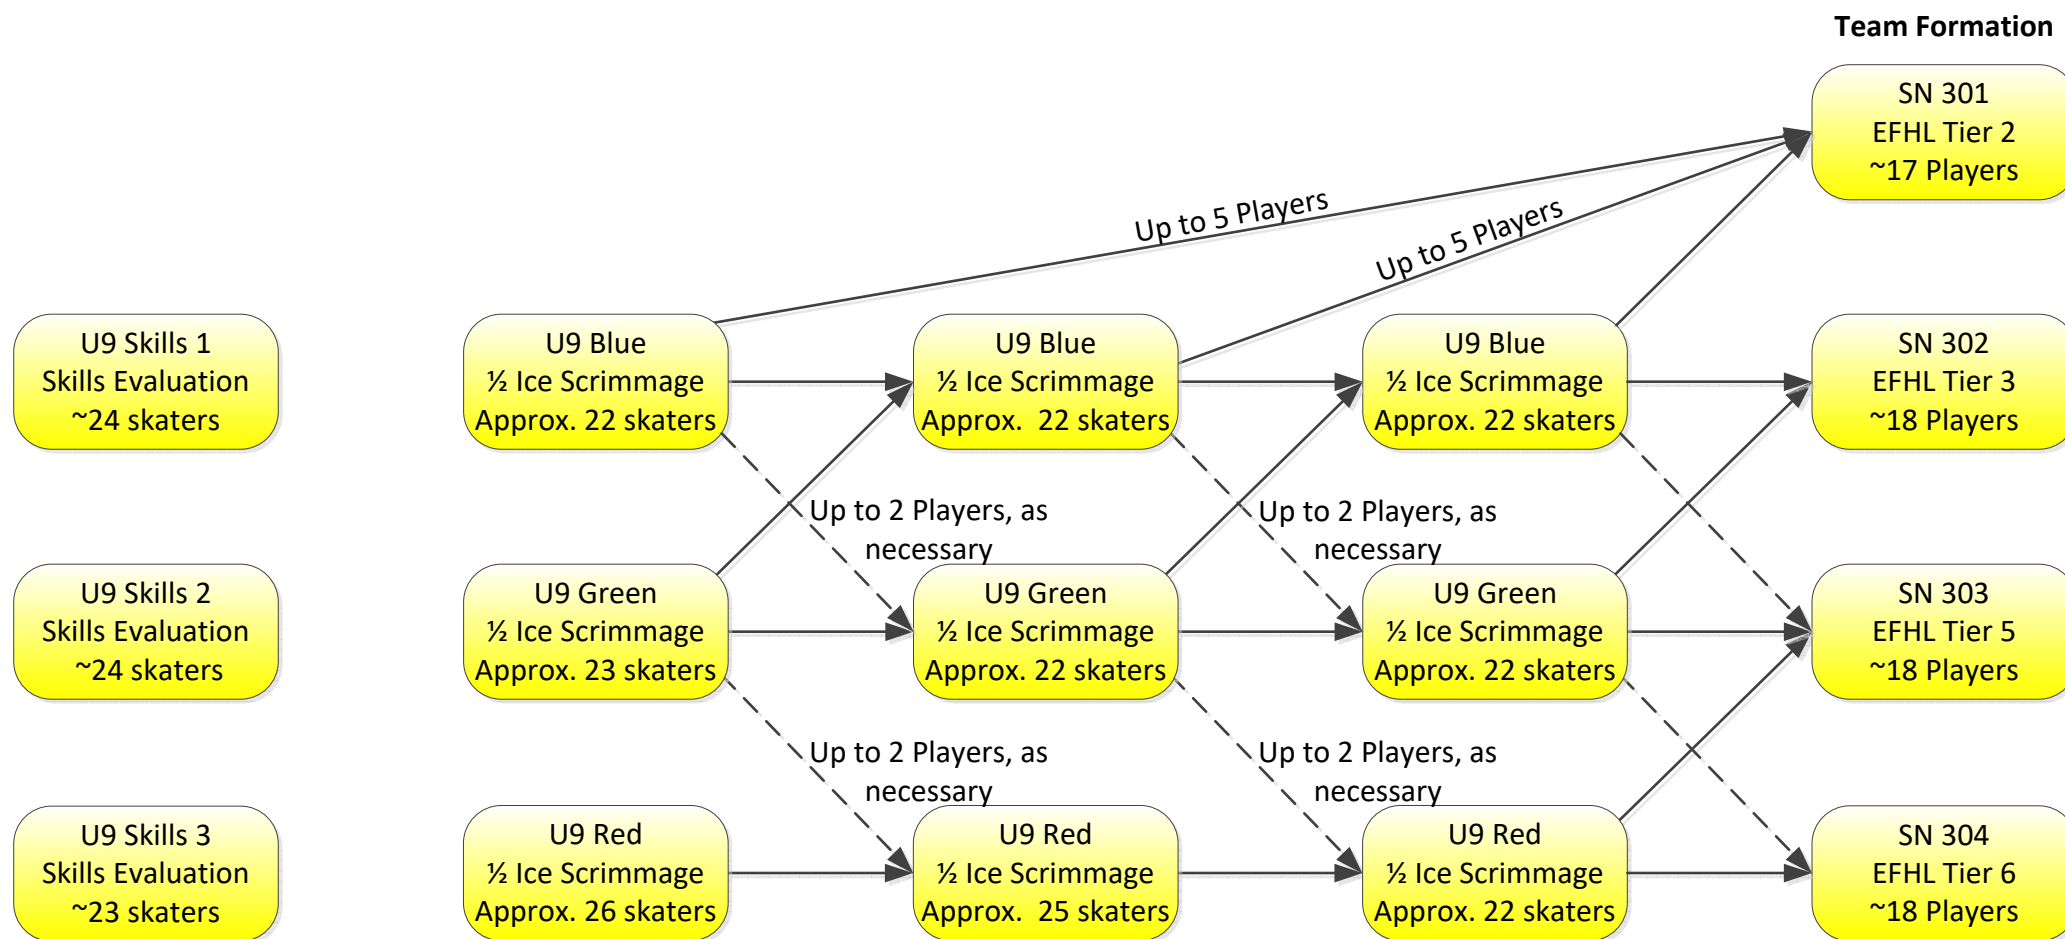 Team Formation
SN 301
EFHL Tier 2
~17 Players
Up to 5 Players
Up to 5 Players
U9 Skills 1
Skills Evaluation
~24 skaters
U9 Blue
½ Ice Scrimmage
Approx. 22 skaters
U9 Blue
½ Ice Scrimmage
Approx.  22 skaters
U9 Blue
½ Ice Scrimmage
Approx. 22 skaters
SN 302
EFHL Tier 3
~18 Players
Up to 2 Players, as
necessary
Up to 2 Players, as
necessary
U9 Skills 2
Skills Evaluation
~24 skaters
U9 Green
½ Ice Scrimmage
Approx. 23 skaters
U9 Green
½ Ice Scrimmage
Approx. 22 skaters
U9 Green
½ Ice Scrimmage
Approx. 22 skaters
SN 303
EFHL Tier 5
~18 Players
Up to 2 Players, as
necessary
Up to 2 Players, as
necessary
U9 Skills 3
Skills Evaluation
~23 skaters
U9 Red
½ Ice Scrimmage
Approx. 26 skaters
U9 Red
½ Ice Scrimmage
Approx.  25 skaters
U9 Red
½ Ice Scrimmage
Approx. 22 skaters
SN 304
EFHL Tier 6
~18 Players